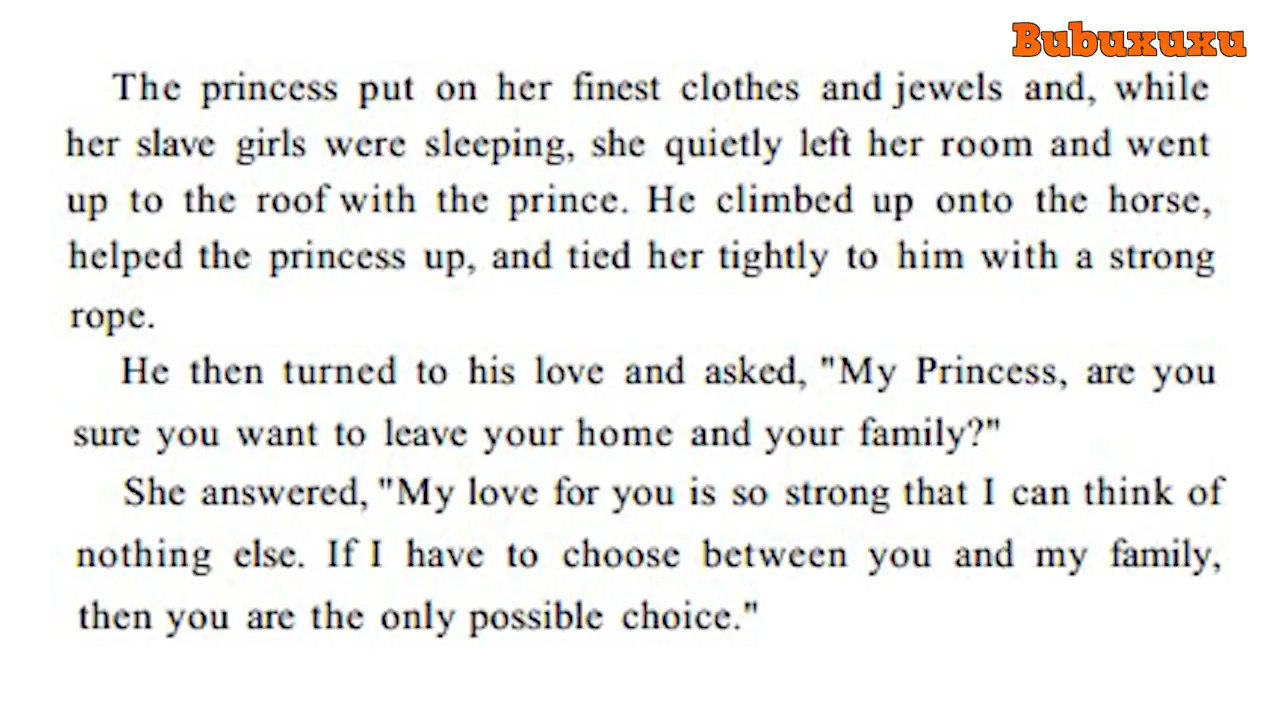 Bubuxuxu
The princess put on her finest clothes and jewels and, while
her slave girls were sleeping, she quietly left her room and went
up to the roof with the prince. He climbed up onto the horse,
helped the princess up, and tied her tightly to him with a strong
rope.
He then turned to his love and asked, "My Princess, are you
sure you want to leave your home and your family?"
She answered, "My love for you is so strong that I can think of
nothing else. If I have to choose between you and my family,
then you are the only possible choice."